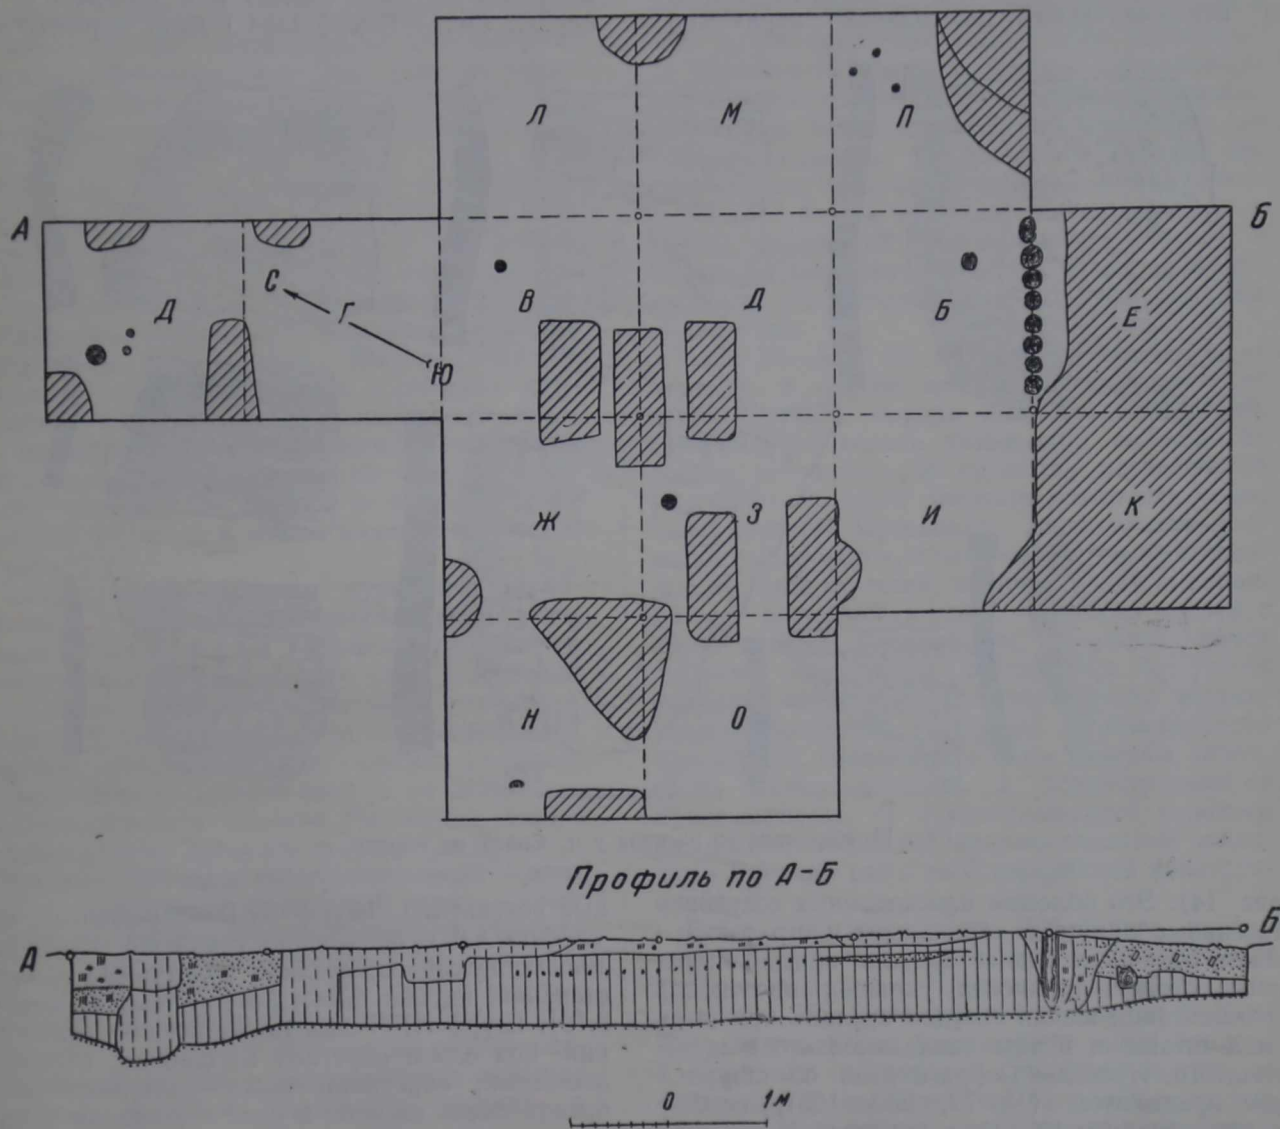 Л М П
А Б
Д С Г Ю В Д Б Е
Ж З И К
Н О
Профиль по А-Б
А Б
0 1м